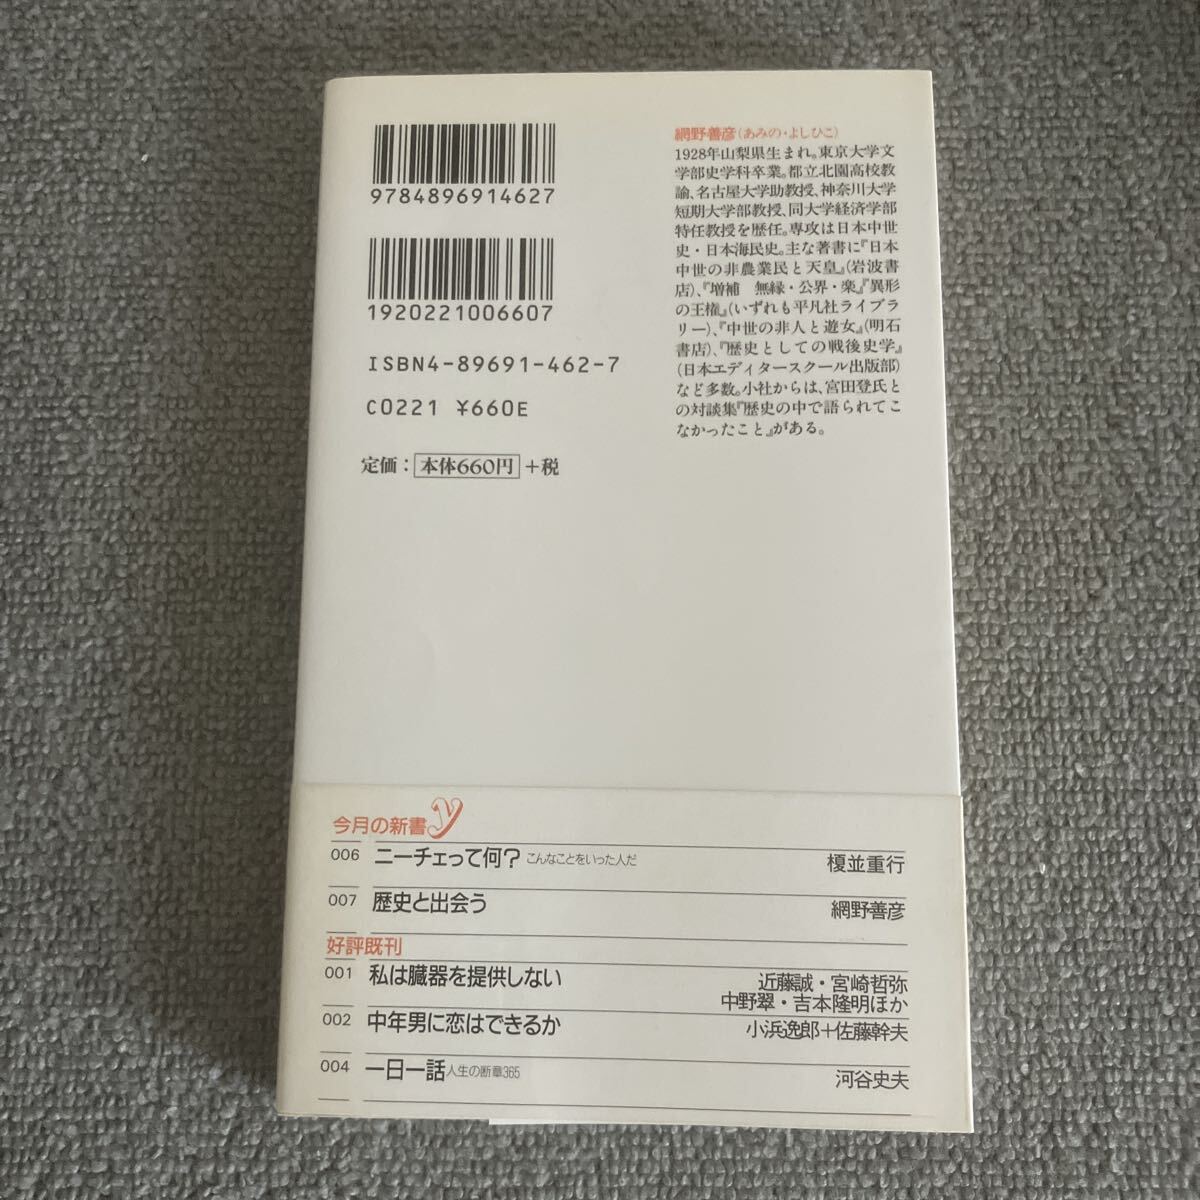 9784896914627
1920221006607
ISBN4-89691-462-7
C0221 ¥660E
定価：本体660円+税
網野善彦(あみの・よしひこ)
1928年山梨県生まれ。東京大学文
学部史学科卒業。都立北園高校教
諭、名古屋大学助教授、神奈川大学
短期大学部教授、同大学経済学部
特任教授を歴任。専攻は日本中世
史・日本海民史。主な著書に『日本
中世の非農業民と天皇』(岩波書
店)、『増補　無縁・公界・楽』『異形
の王権』(いずれも平凡社ライブラ
リー)、『中世の非人と遊女』(明石
書店)、『歴史としての戦後史学』
(日本エディタースクール出版部)
など多数。小社からは、宮田登氏と
の対談集『歴史の中で語られてこ
なかったこと』がある。
今月の新書y
006 ニーチェって何? こんなことをいった人だ 榎並重行
007 歴史と出会う 網野善彦
好評既刊
001 私は臓器を提供しない 近藤誠・宮崎哲弥
中野翠・吉本隆明ほか
002 中年男に恋はできるか 小浜逸郎+佐藤幹夫
004 一日一話 人生の断章365 河谷史夫